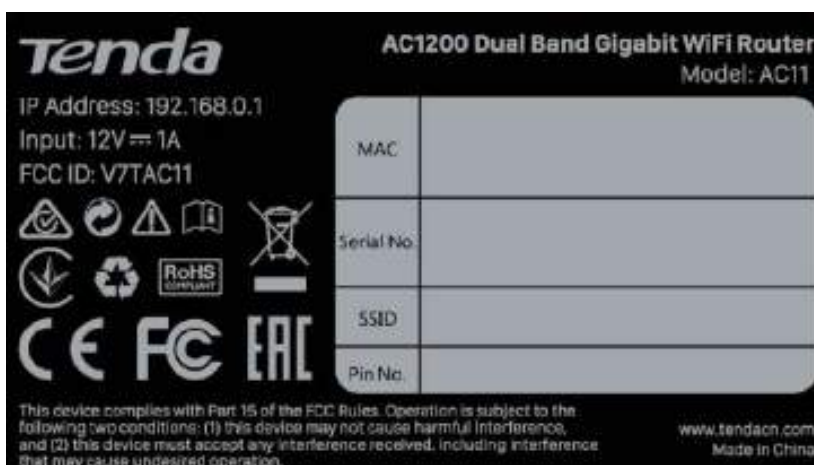 Tenda
AC1200 Dual Band Gigabit WiFi Router
Model: AC11
IP Address: 192.168.0.1
Input: 12V⎓1A
FCC ID: V7TAC11
MAC
Serial No.
SSID
Pin No.
RoHS
COMPLIANT
CE FC EAC
This device complies with Part 15 of the FCC Rules. Operation is subject to the
following two conditions: (1) this device may not cause harmful interference,
and (2) this device must accept any interference received, including interference
that may cause undesired operation.
www.tendacn.com
Made in China